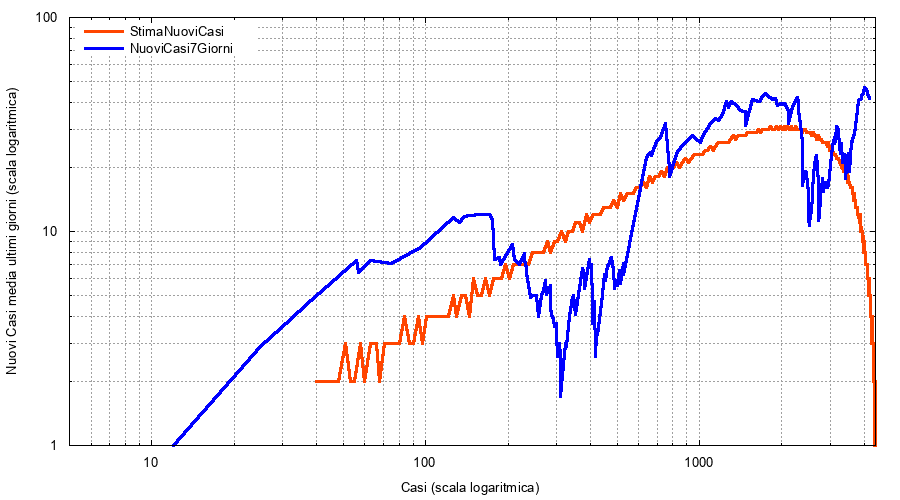 100
StimaNuoviCasi
NuoviCasi7Giorni
Nuovi Casi media ultimi giorni (scala logaritmica)
10
1
10 100 1000
Casi (scala logaritmica)